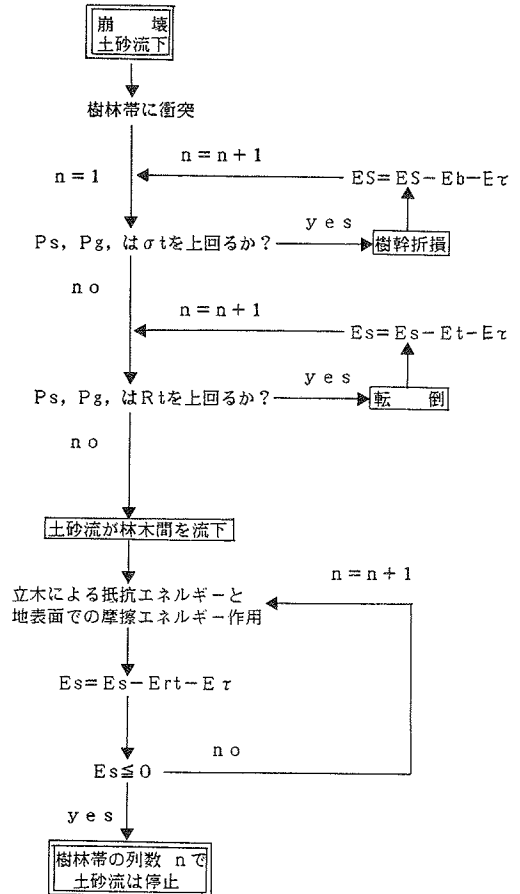 崩　　壊
土砂流下
樹林帯に衝突
n＝n＋1
n＝1
ES＝ES－Eb－Eτ
Ps，Pg，はσtを上回るか？
yes
樹幹折損
no
n＝n＋1
Es＝Es－Et－Eτ
Ps，Pg，はRtを上回るか？
yes
転　　倒
no
土砂流が林木間を流下
n＝n＋1
立木による抵抗エネルギーと
地表面での摩擦エネルギー作用
Es＝Es－Ert－Eτ
no
Es≦0
yes
樹林帯の列数 nで
土砂流は停止